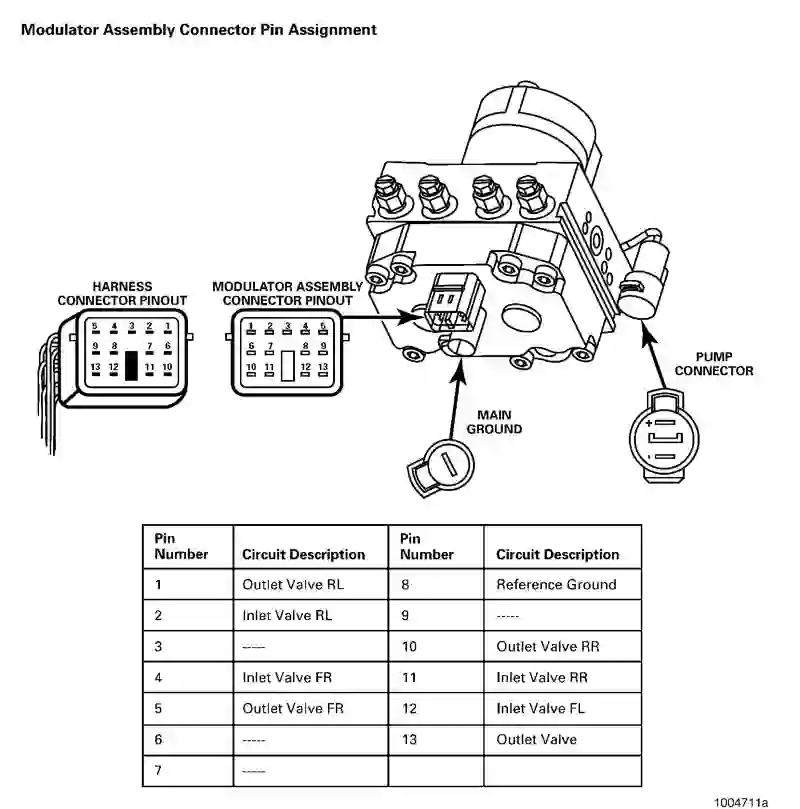 Modulator Assembly Connector Pin Assignment
HARNESS
CONNECTOR PINOUT
MODULATOR ASSEMBLY
CONNECTOR PINOUT
5 4 3 2 1
9 8 7 6
13 12 11 10
1 2 3 4 5
6 7 8 9
10 11 12 13
PUMP
CONNECTOR
MAIN
GROUND
+
-
Pin
Number
Circuit Description
Pin
Number
Circuit Description
1 Outlet Valve RL 8 Reference Ground
2 Inlet Valve RL 9 -----
3 ----- 10 Outlet Valve RR
4 Inlet Valve FR 11 Inlet Valve RR
5 Outlet Valve FR 12 Inlet Valve FL
6 ----- 13 Outlet Valve
7 -----
1004711a